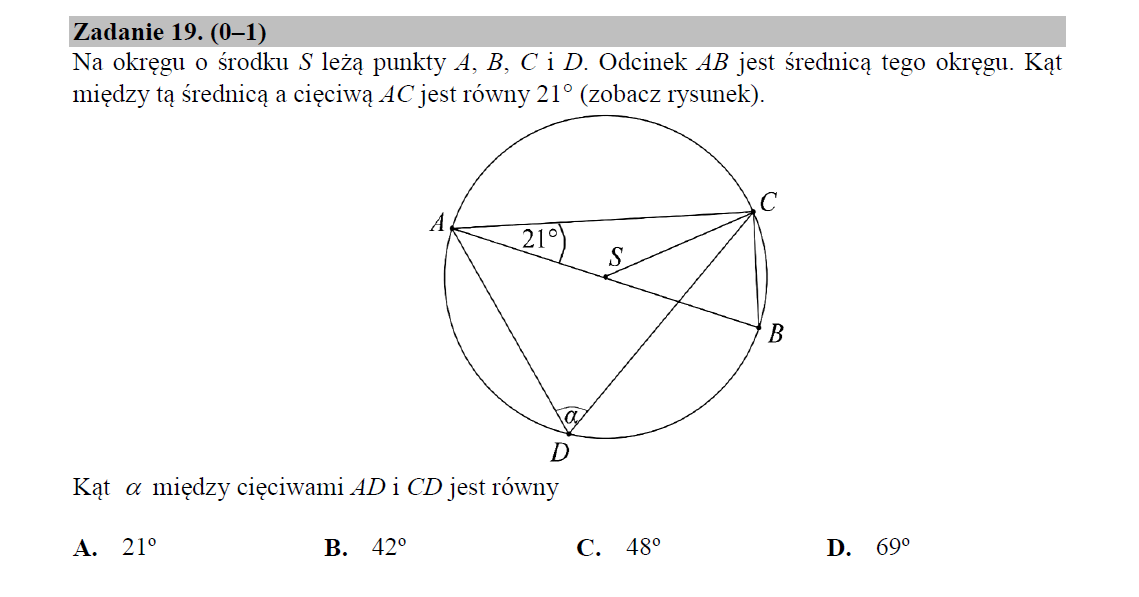 Zadanie 19. (0–1)
Na okręgu o środku S leżą punkty A, B, C i D. Odcinek AB jest średnicą tego okręgu. Kąt
między tą średnicą a cięciwą AC jest równy 21° (zobacz rysunek).
C
A
21°
S
B
α
D
Kąt α między cięciwami AD i CD jest równy
A. 21° B. 42° C. 48° D. 69°